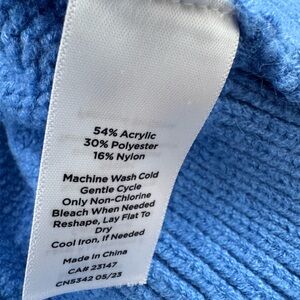 54% Acrylic
30% Polyester
16% Nylon
Machine Wash Cold
Gentle Cycle
Only Non-Chlorine
Bleach When Needed
Reshape, Lay Flat To
Dry
Cool Iron, If Needed
Made in China
CA# 23147
CN5342 05/23